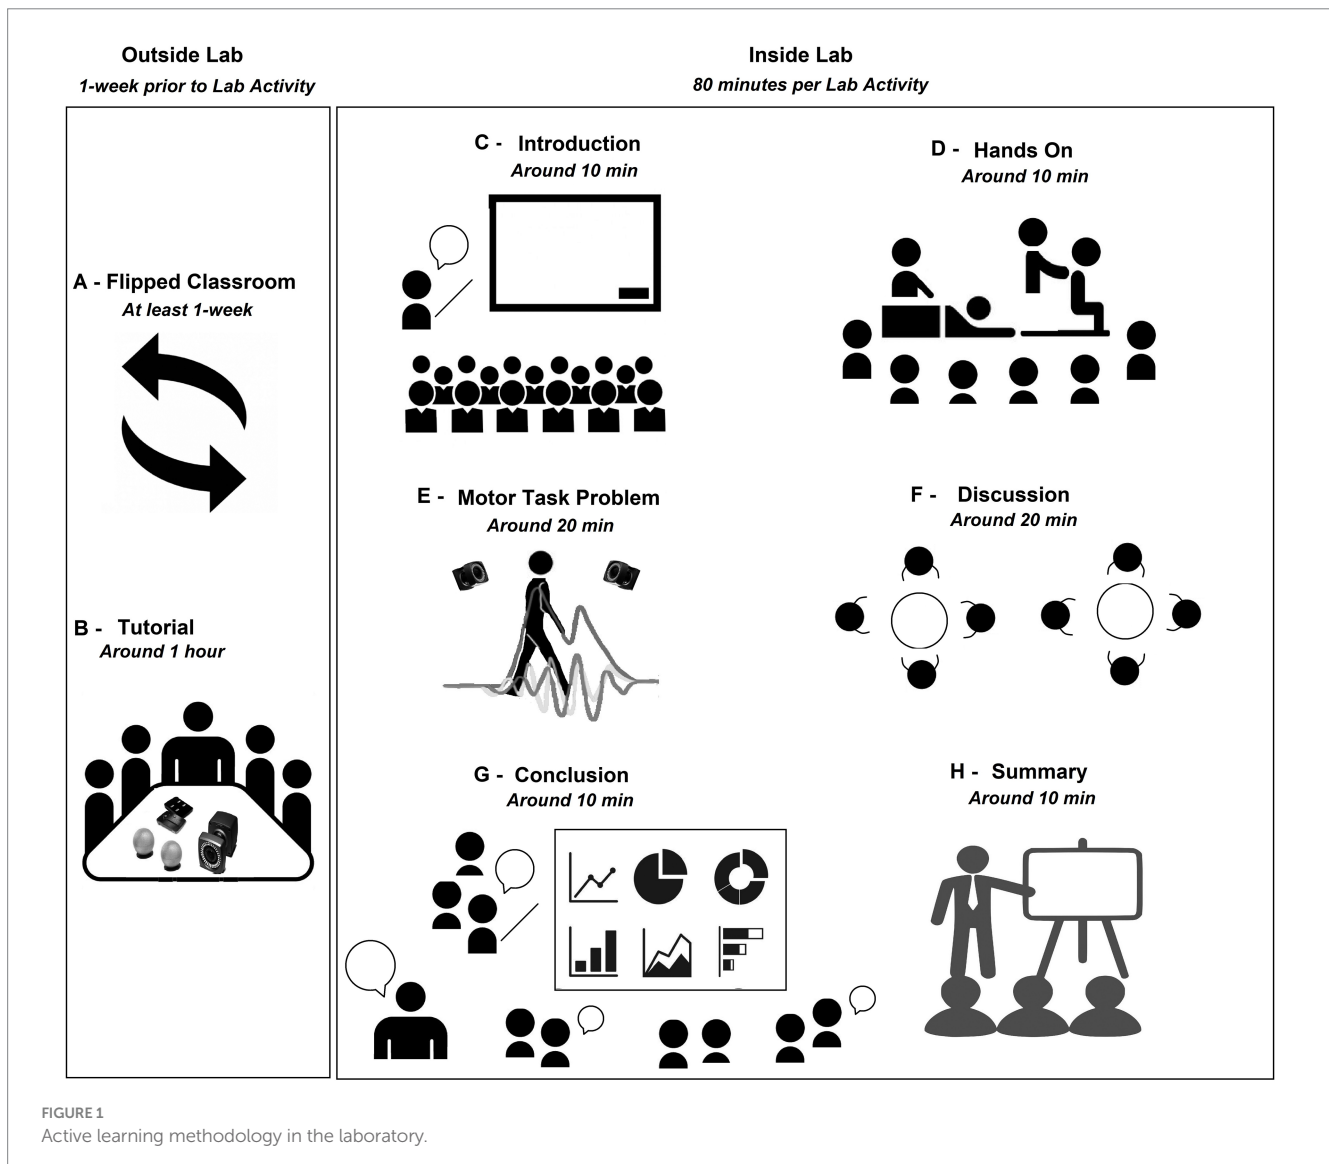 Outside Lab
1-week prior to Lab Activity
Inside Lab
80 minutes per Lab Activity
A - Flipped Classroom
At least 1-week
B - Tutorial
Around 1 hour
C - Introduction
Around 10 min
D - Hands On
Around 10 min
E - Motor Task Problem
Around 20 min
F - Discussion
Around 20 min
G - Conclusion
Around 10 min
H - Summary
Around 10 min
FIGURE 1
Active learning methodology in the laboratory.